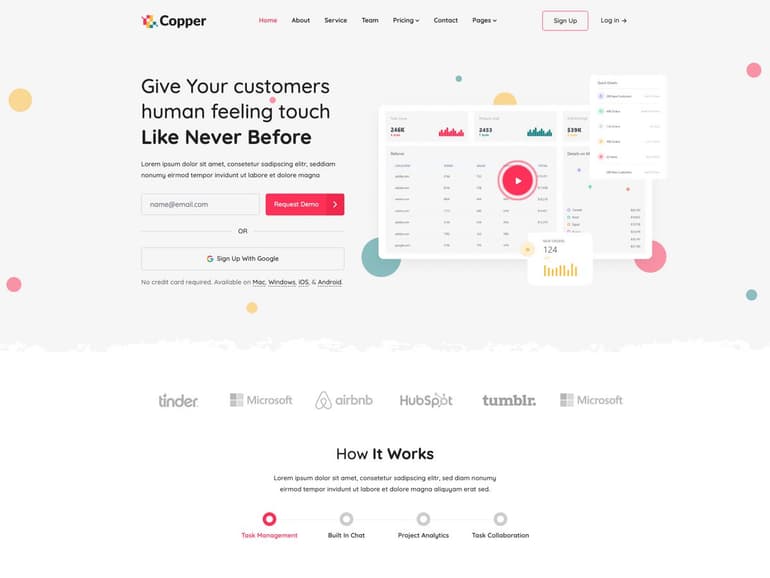 Copper
Home About Service Team Pricing Contact Pages Sign Up Log in →
Give Your customers
human feeling touch
Like Never Before
Lorem ipsum dolor sit amet, consetetur sadipscing elitr, seddiam
nonumy eirmod tempor invidunt ut labore et dolore magna
name@email.com Request Demo
OR
Sign Up With Google
No credit card required. Available on Mac, Windows, iOS, & Android.
246K
2453
$39K
Referrer
Details on
NEW ORDERS
124
tinder Microsoft airbnb HubSpot tumblr. Microsoft
How It Works
Lorem ipsum dolor sit amet, consetetur sadipscing elitr, sed diam nonumy
eirmod tempor invidunt ut labore et dolore magna aliquyam erat sed.
Task Management Built In Chat Project Analytics Task Collaboration